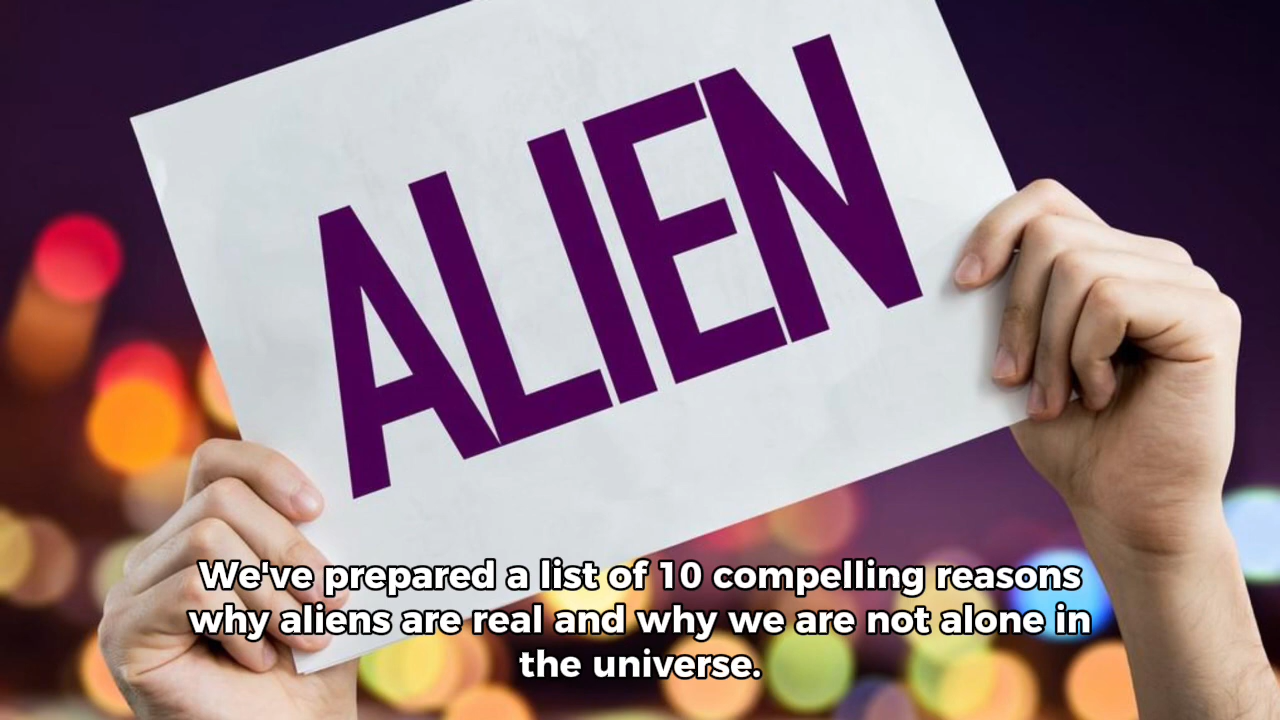 ALIEN
We've prepared a list of 10 compelling reasons
why aliens are real and why we are not alone in
the universe.